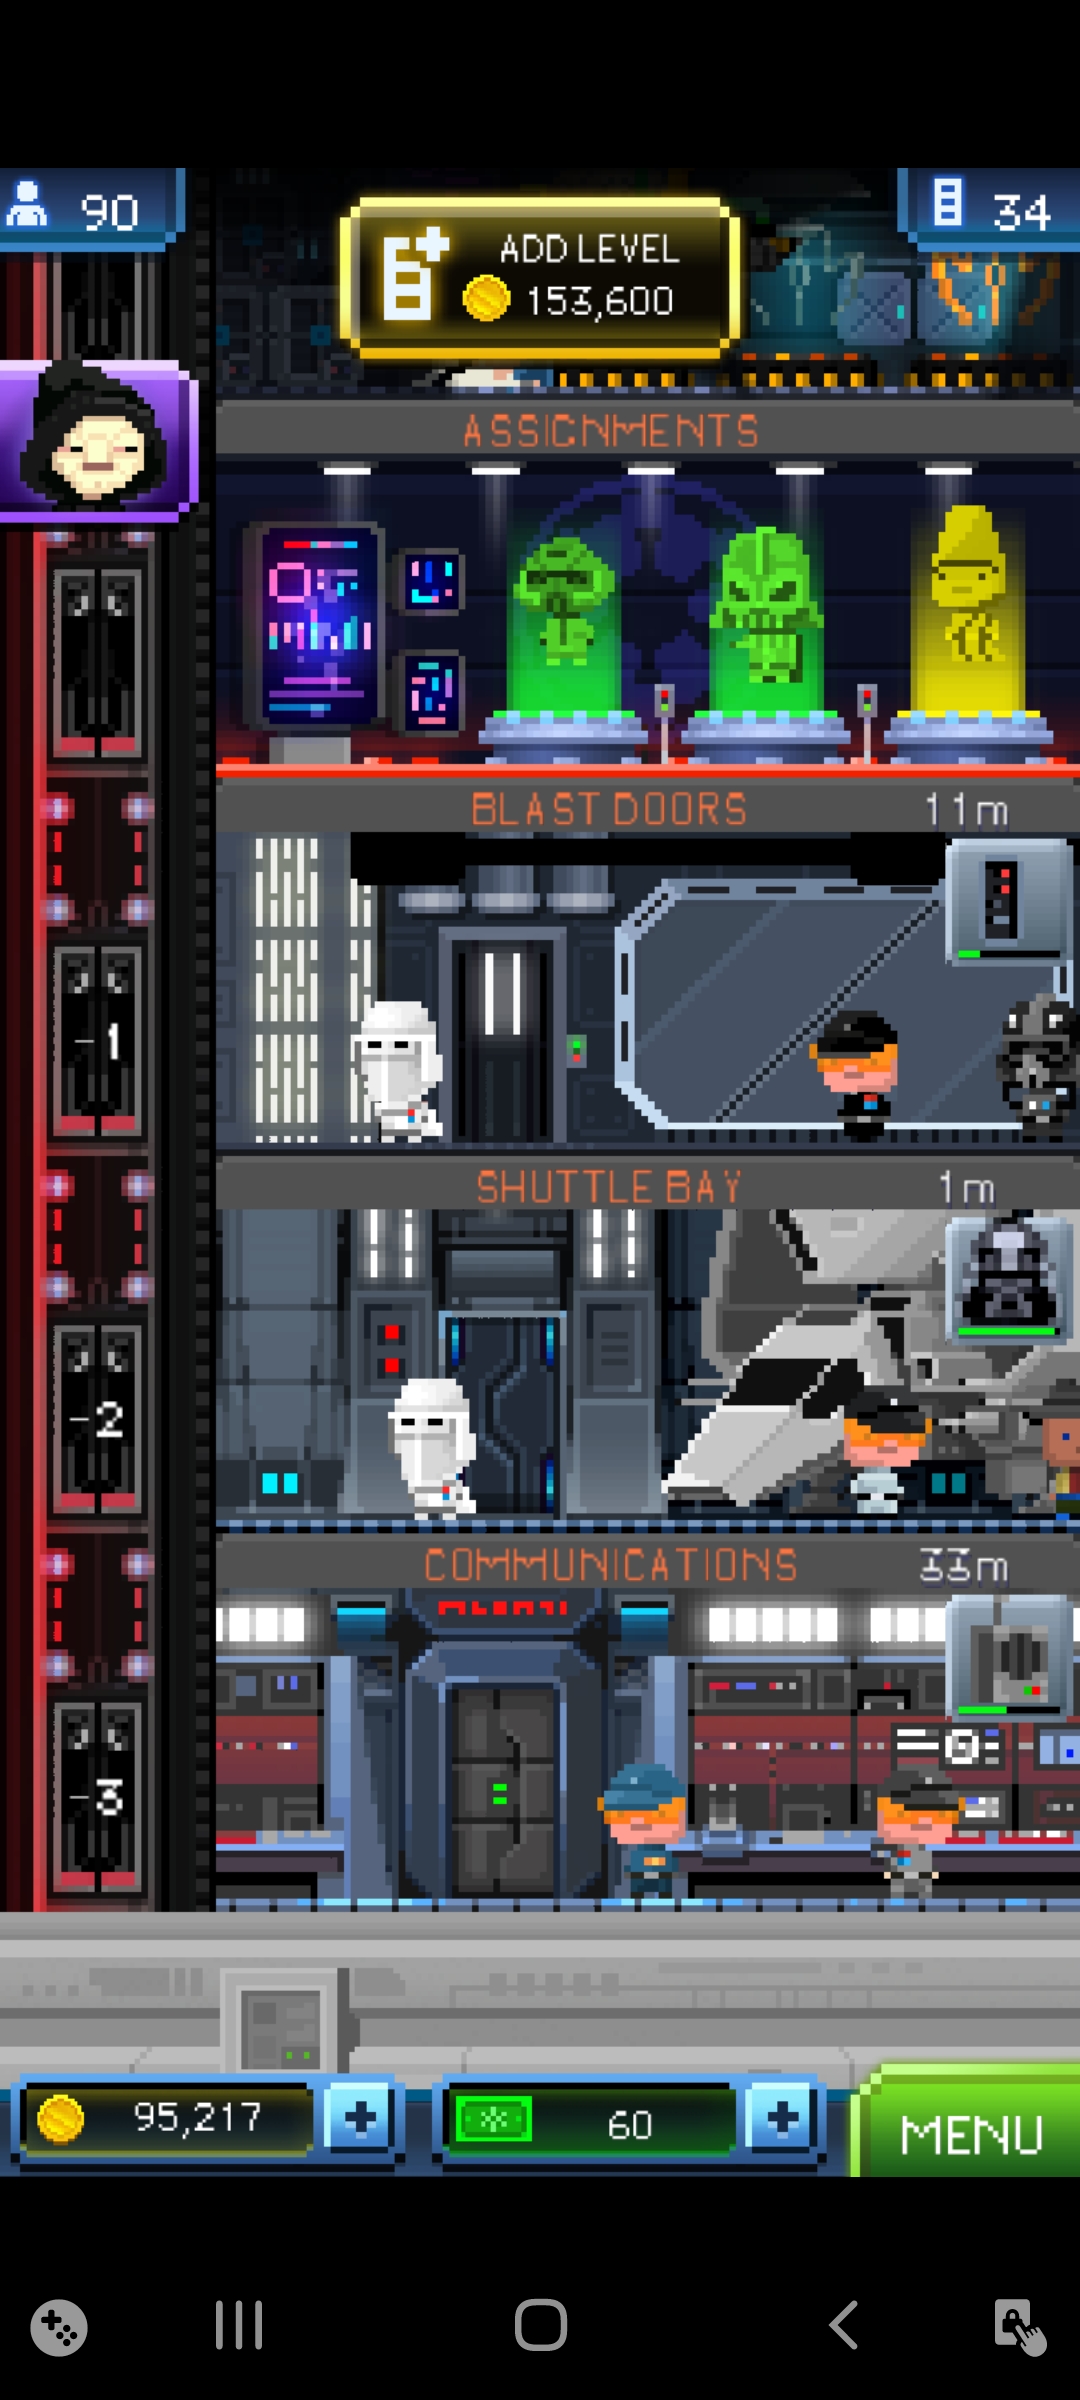 90
ADD LEVEL
153,600
34
ASSIGNMENTS
BLAST DOORS 11m
-1
SHUTTLE BAY 1m
-2
COMMUNICATIONS 33m
-3
95,217
60
MENU